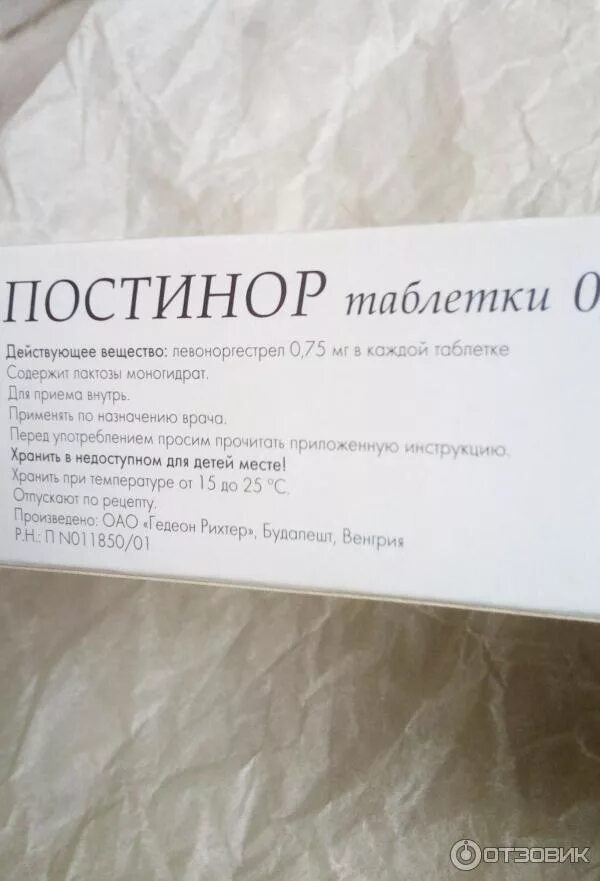 ПОСТИНОР таблетки 0
Действующее вещество: левоноргестрел 0,75 мг в каждой таблетке
Содержит лактозы моногидрат.
Для приема внутрь.
Применять по назначению врача.
Перед употреблением просим прочитать приложенную инструкцию.
Хранить в недоступном для детей месте!
Хранить при температуре от 15 до 25 °С.
Отпускают по рецепту.
Произведено: ОАО «Гедеон Рихтер», Будапешт, Венгрия
Р.Н.: П N011850/01
ОТЗОВИК